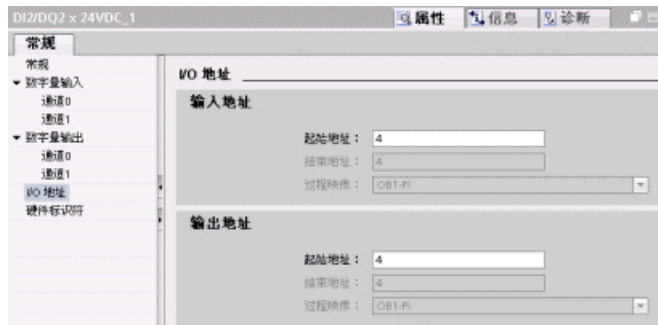 DI2/DQ2 x 24VDC_1
属性
信息
诊断
常规
常规
数字量输入
通道0
通道1
数字量输出
通道0
通道1
I/O 地址
硬件标识符
I/O 地址
输入地址
起始地址： 4
结束地址： 4
过程映像： OB1-PI
输出地址
起始地址： 4
结束地址： 4
过程映像： OB1-PI